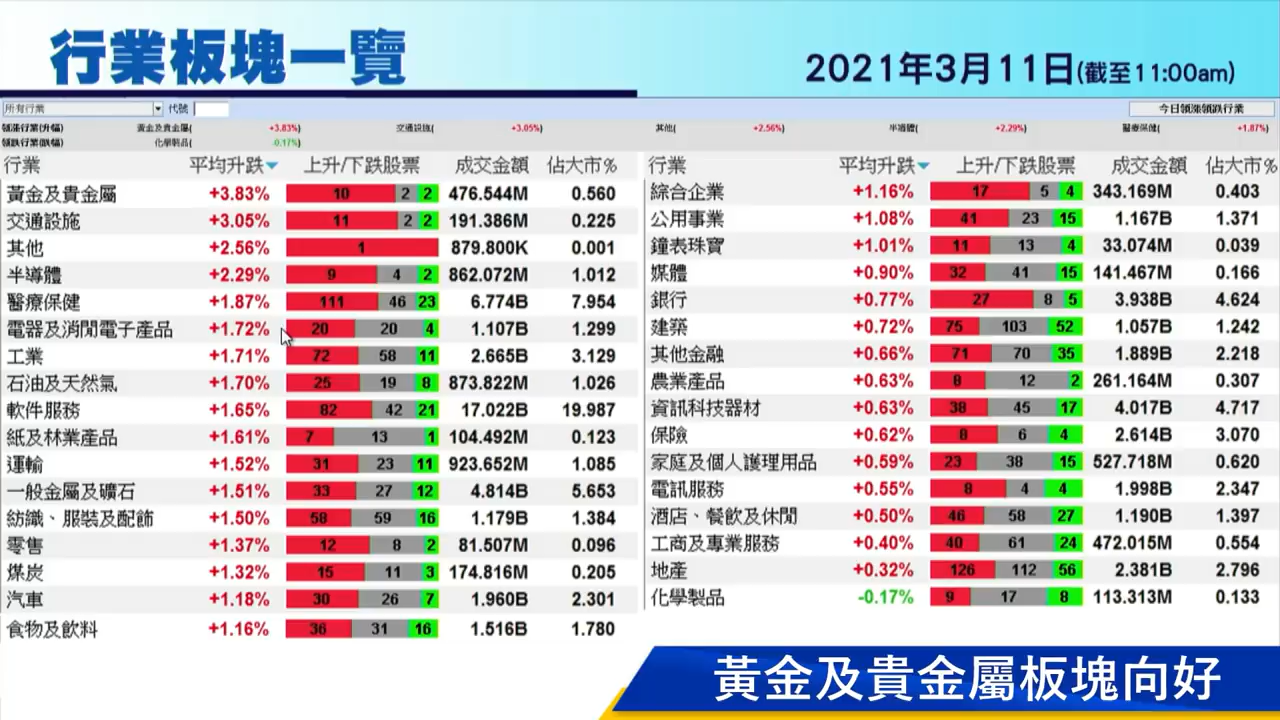 行業板塊一覽
2021年3月11日(截至11:00am)
所有行業 代號 今日領漲領跌行業
領漲行業(升幅) 黃金及貴金屬( +3.83%) 交通設施( +3.05%) 其他( +2.56%) 半導體( +2.29%) 醫療保健( +1.87%)
領跌行業(跌幅) 化學製品( -0.17%)
行業 平均升跌 上升/下跌股票 成交金額 佔大市%
黃金及貴金屬 +3.83% 10 2 2 476.544M 0.560
交通設施 +3.05% 11 2 2 191.386M 0.225
其他 +2.56% 1 879.800K 0.001
半導體 +2.29% 9 4 2 862.072M 1.012
醫療保健 +1.87% 111 46 23 6.774B 7.954
電器及消閒電子產品 +1.72% 20 20 4 1.107B 1.299
工業 +1.71% 72 58 11 2.665B 3.129
石油及天然氣 +1.70% 25 19 8 873.822M 1.026
軟件服務 +1.65% 82 42 21 17.022B 19.987
紙及林業產品 +1.61% 7 13 1 104.492M 0.123
運輸 +1.52% 31 23 11 923.652M 1.085
一般金屬及礦石 +1.51% 33 27 12 4.814B 5.653
紡織、服裝及配飾 +1.50% 58 59 16 1.179B 1.384
零售 +1.37% 12 8 2 81.507M 0.096
煤炭 +1.32% 15 11 3 174.816M 0.205
汽車 +1.18% 30 26 7 1.960B 2.301
食物及飲料 +1.16% 36 31 16 1.516B 1.780
行業 平均升跌 上升/下跌股票 成交金額 佔大市%
綜合企業 +1.16% 17 5 4 343.169M 0.403
公用事業 +1.08% 41 23 15 1.167B 1.371
鐘表珠寶 +1.01% 11 13 4 33.074M 0.039
媒體 +0.90% 32 41 15 141.467M 0.166
銀行 +0.77% 27 8 5 3.938B 4.624
建築 +0.72% 75 103 52 1.057B 1.242
其他金融 +0.66% 71 70 35 1.889B 2.218
農業產品 +0.63% 8 12 2 261.164M 0.307
資訊科技器材 +0.63% 38 45 17 4.017B 4.717
保險 +0.62% 8 6 4 2.614B 3.070
家庭及個人護理用品 +0.59% 23 38 15 527.718M 0.620
電訊服務 +0.55% 8 4 4 1.998B 2.347
酒店、餐飲及休閒 +0.50% 46 58 27 1.190B 1.397
工商及專業服務 +0.40% 40 61 24 472.015M 0.554
地產 +0.32% 126 112 56 2.381B 2.796
化學製品 -0.17% 9 17 8 113.313M 0.133
黃金及貴金屬板塊向好